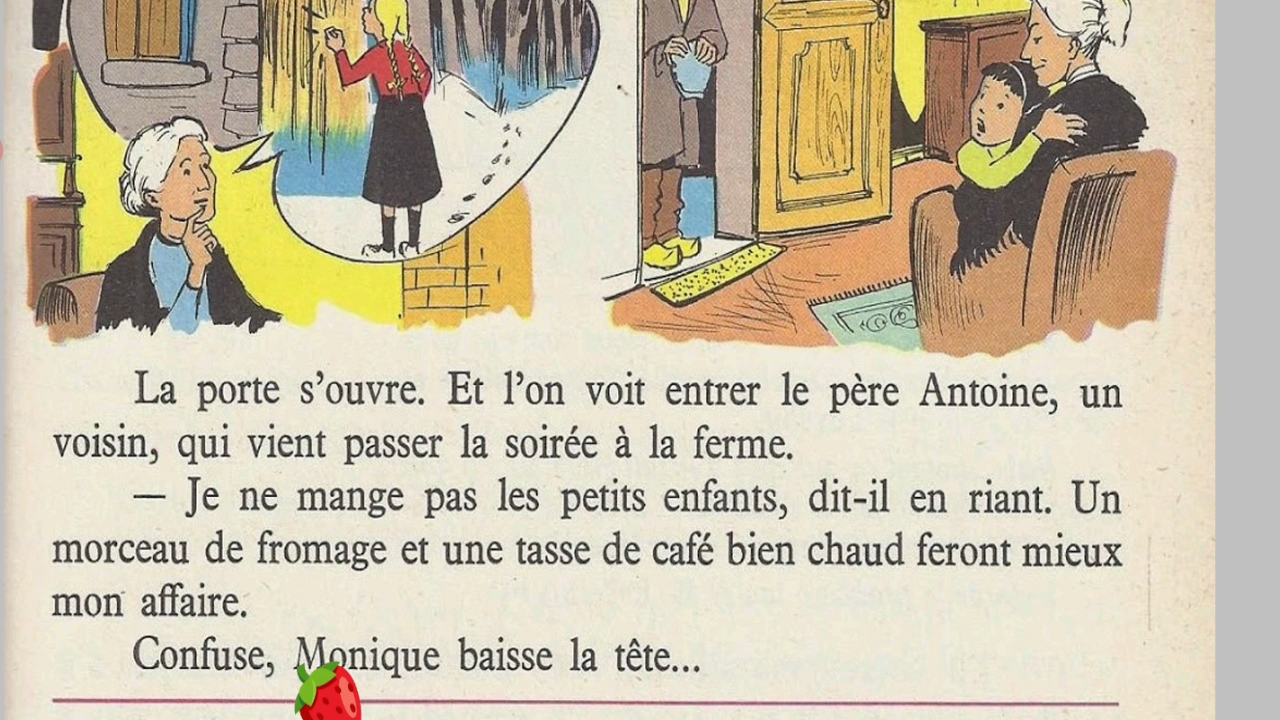 La porte s'ouvre. Et l'on voit entrer le père Antoine, un
voisin, qui vient passer la soirée à la ferme.
— Je ne mange pas les petits enfants, dit-il en riant. Un
morceau de fromage et une tasse de café bien chaud feront mieux
mon affaire.
Confuse, Monique baisse la tête...